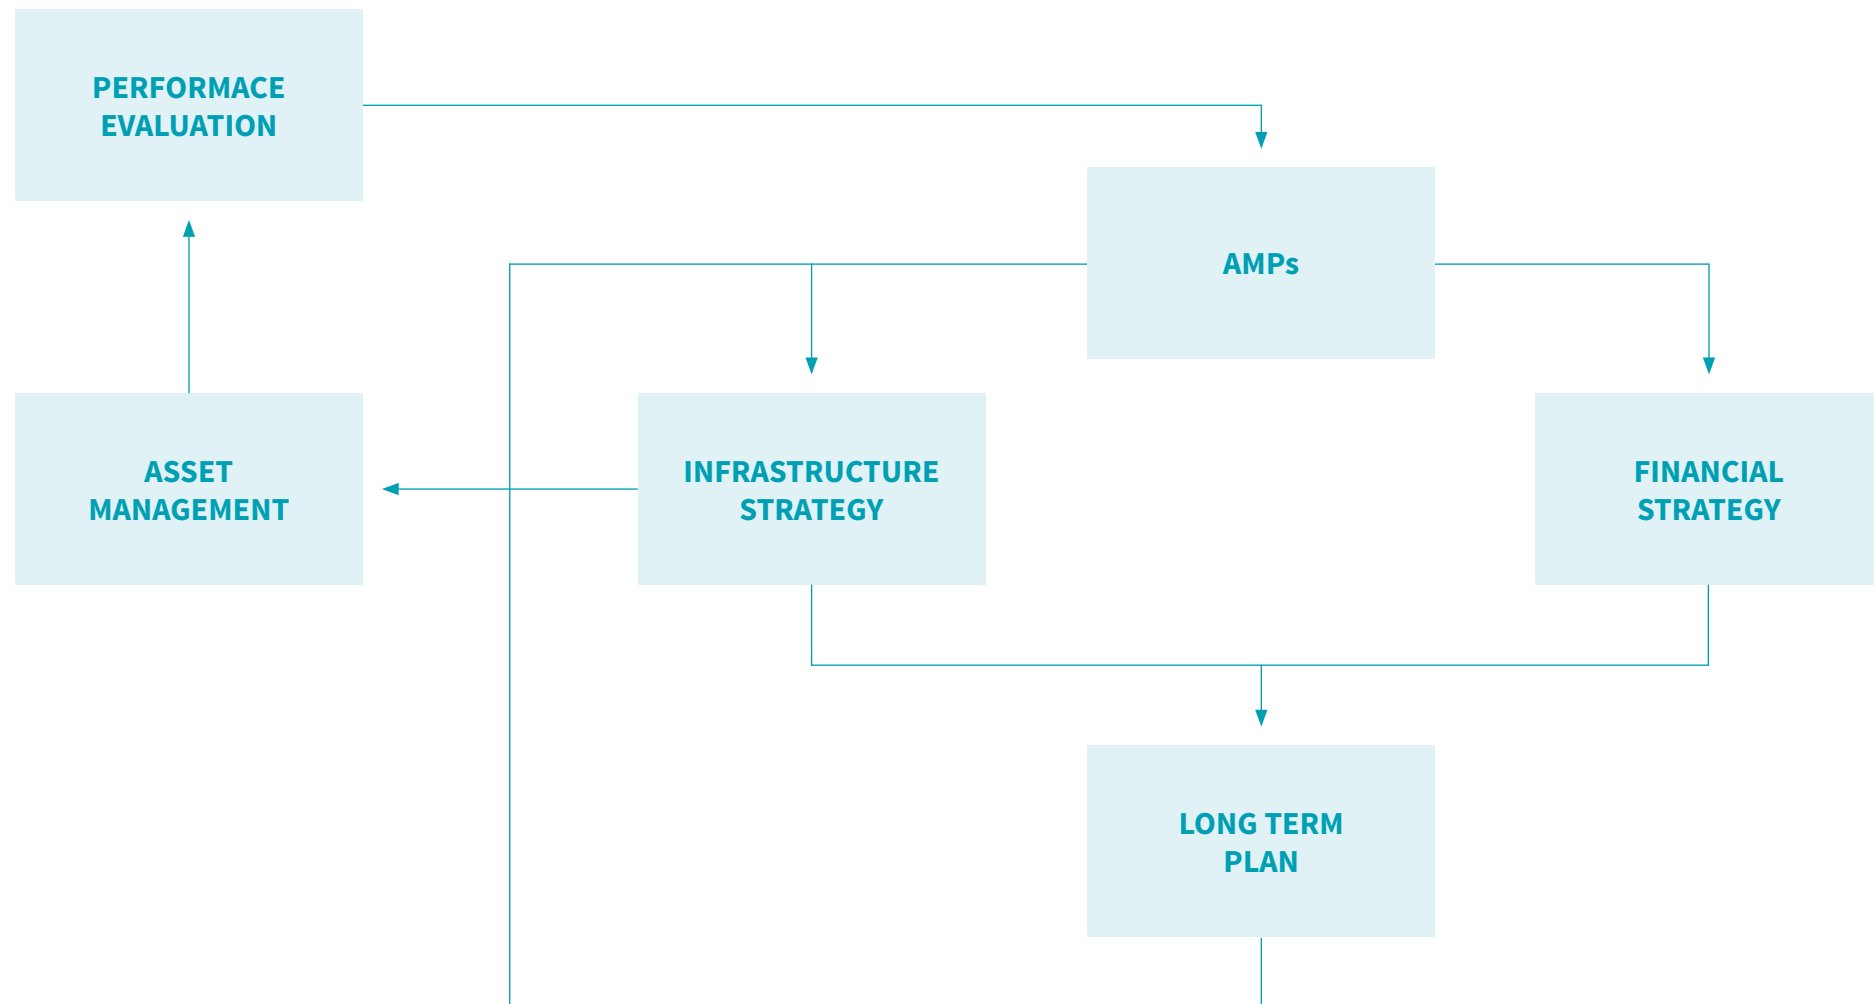 PERFORMACE
EVALUATION
AMPs
ASSET
MANAGEMENT
INFRASTRUCTURE
STRATEGY
FINANCIAL
STRATEGY
LONG TERM
PLAN